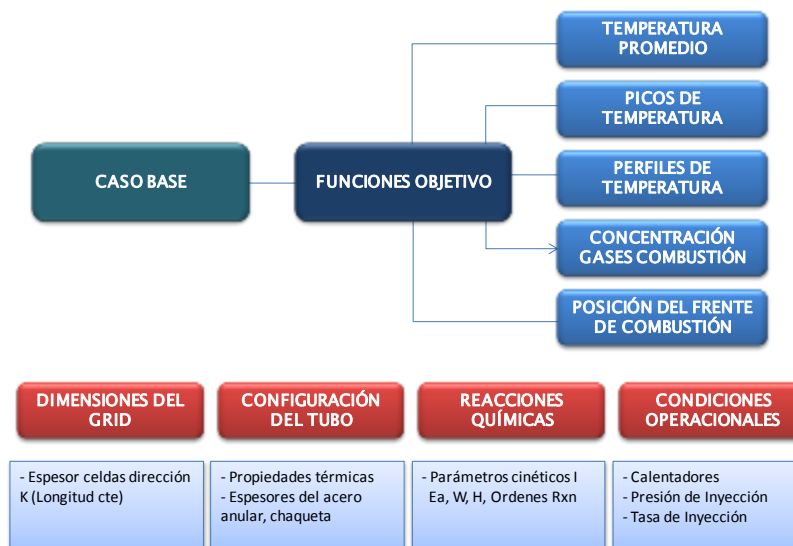 TEMPERATURA
PROMEDIO
PICOS DE
TEMPERATURA
CASO BASE
FUNCIONES OBJETIVO
PERFILES DE
TEMPERATURA
CONCENTRACIÓN
GASES COMBUSTIÓN
POSICIÓN DEL FRENTE
DE COMBUSTIÓN
DIMENSIONES DEL
GRID
CONFIGURACIÓN
DEL TUBO
REACCIONES
QUÍMICAS
CONDICIONES
OPERACIONALES
- Espesor celdas dirección
K (Longitud cte)
- Propiedades térmicas
- Espesores del acero
anular, chaqueta
- Parámetros cinéticos I
Ea, W, H, Ordenes Rxn
- Calentadores
- Presión de Inyección
- Tasa de Inyección